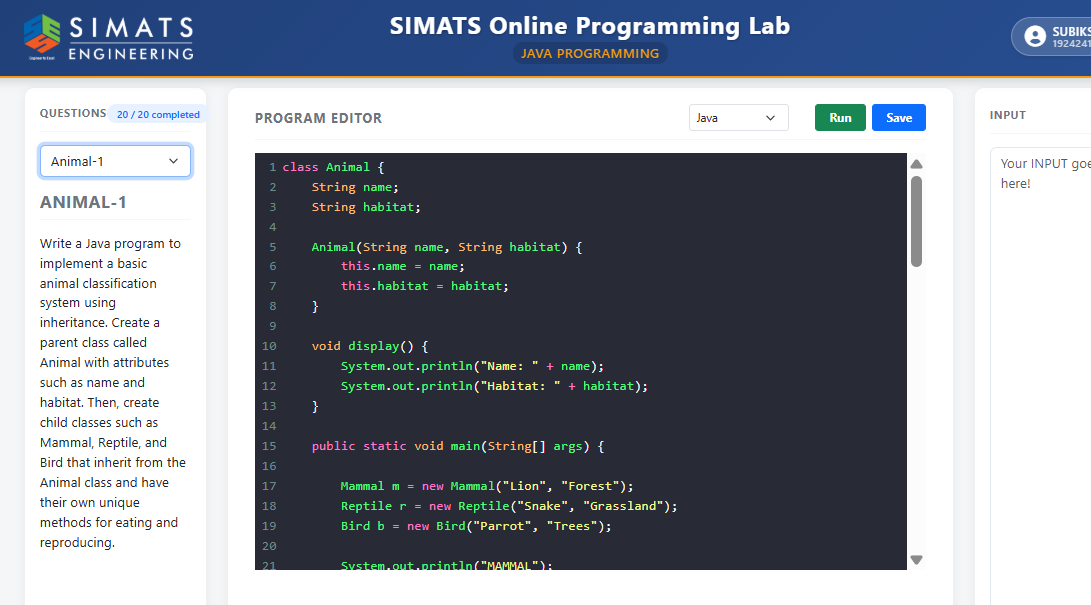 SIMATS
ENGINEERING
SIMATS Online Programming Lab
JAVA PROGRAMMING
SUBIKS
1924241
QUESTIONS
20 / 20 completed
Animal-1
ANIMAL-1
Write a Java program to
implement a basic
animal classification
system using
inheritance. Create a
parent class called
Animal with attributes
such as name and
habitat. Then, create
child classes such as
Mammal, Reptile, and
Bird that inherit from the
Animal class and have
their own unique
methods for eating and
reproducing.
PROGRAM EDITOR
Java
Run
Save
1 class Animal {
2     String name;
3     String habitat;
4
5     Animal(String name, String habitat) {
6         this.name = name;
7         this.habitat = habitat;
8     }
9
10     void display() {
11         System.out.println("Name: " + name);
12         System.out.println("Habitat: " + habitat);
13     }
14
15     public static void main(String[] args) {
16
17         Mammal m = new Mammal("Lion", "Forest");
18         Reptile r = new Reptile("Snake", "Grassland");
19         Bird b = new Bird("Parrot", "Trees");
20
21         System.out.println("MAMMAL");
INPUT
Your INPUT goe
here!